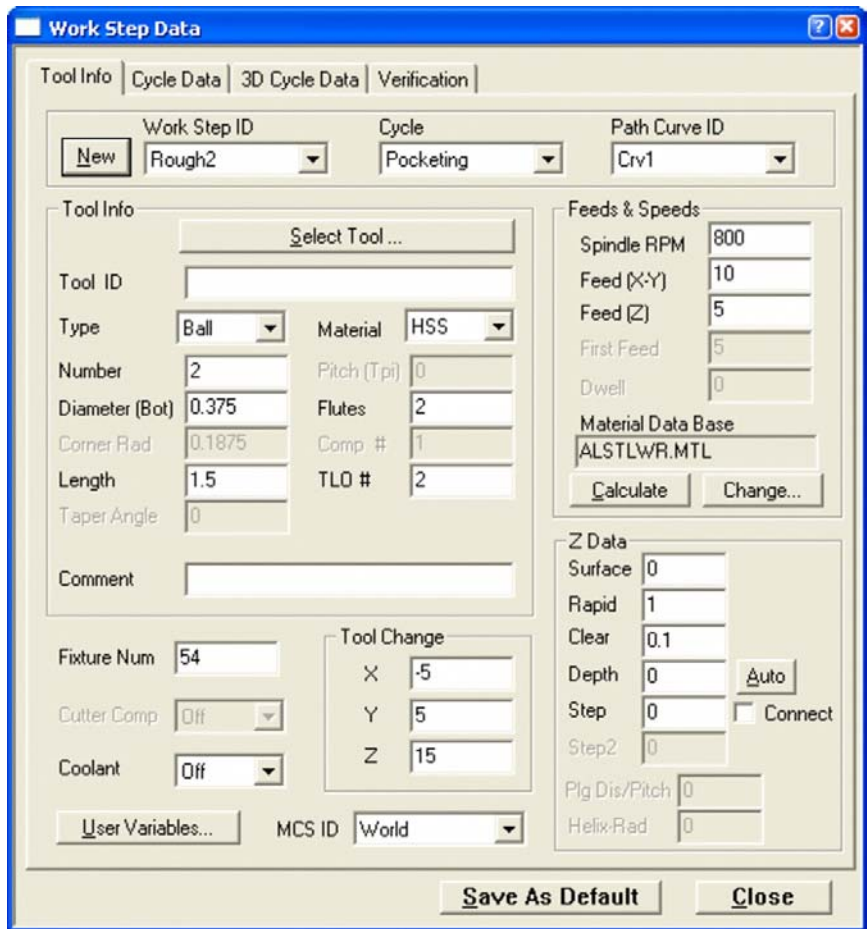 Work Step Data
Tool Info Cycle Data 3D Cycle Data Verification
Work Step ID Cycle Path Curve ID
New Rough2 Pocketing Crv1
Tool Info
Select Tool ...
Tool ID
Type Ball Material HSS
Number 2 Pitch (Tpi) 0
Diameter (Bot) 0.375 Flutes 2
Corner Rad 0.1875 Comp # 1
Length 1.5 TLO # 2
Taper Angle 0
Comment
Feeds & Speeds
Spindle RPM 800
Feed (X-Y) 10
Feed (Z) 5
First Feed 5
Dwell 0
Material Data Base
ALSTLWR.MTL
Calculate Change...
Fixture Num 54
Cutter Comp Off
Coolant Off
Tool Change
X -5
Y 5
Z 15
Z Data
Surface 0
Rapid 1
Clear 0.1
Depth 0 Auto
Step 0 Connect
Step2 0
Plg Dis/Pitch 0
Helix-Rad 0
User Variables... MCS ID World
Save As Default Close